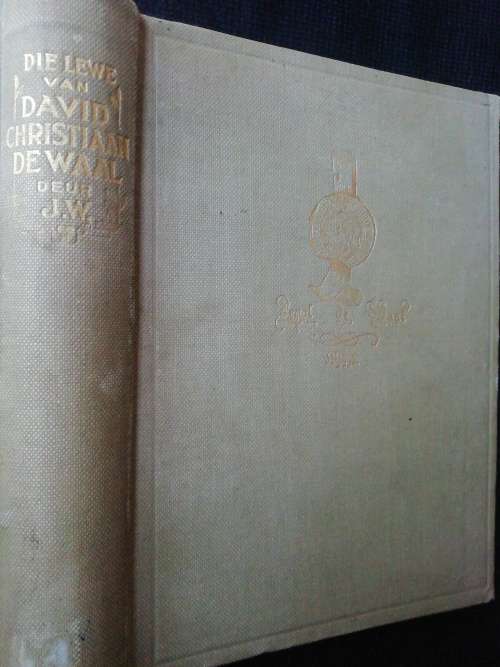 DIE LEWE
VAN
DAVID
CHRISTIAAN
DE WAAL
DEUR
J.W.